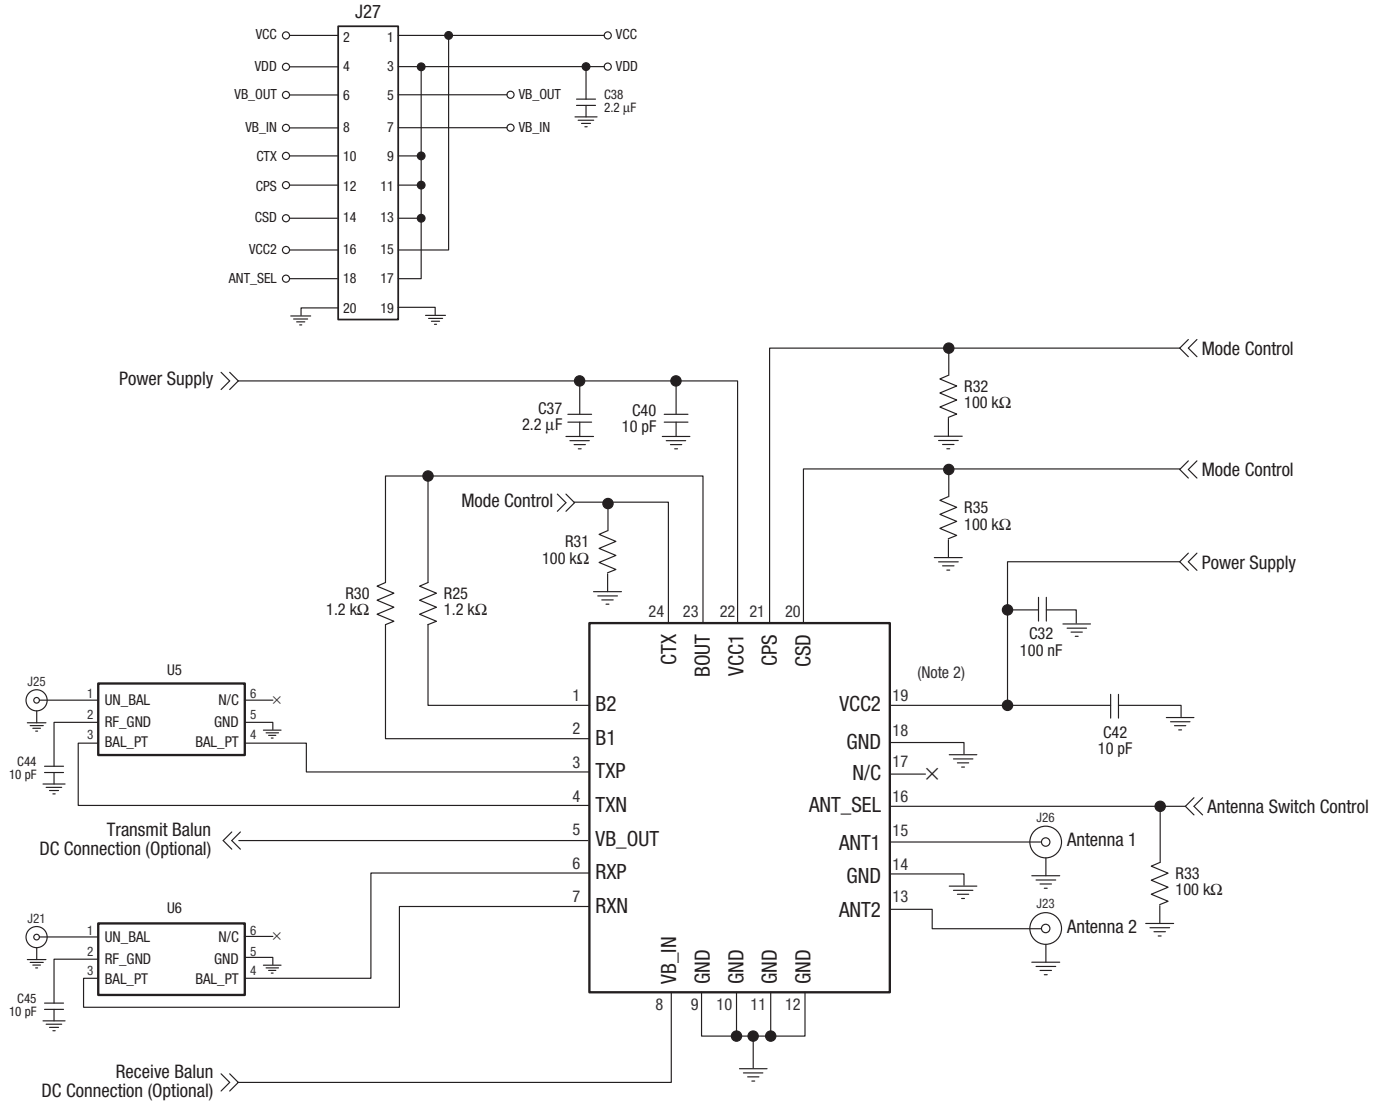 J27
VCC 2 1 VCC
VDD 4 3 VDD
VB_OUT 6 5 VB_OUT
C38
2.2 μF
VB_IN 8 7 VB_IN
CTX 10 9
CPS 12 11
CSD 14 13
VCC2 16 15
ANT_SEL 18 17
20 19
Mode Control
Power Supply
R32
100 kΩ
C37
2.2 μF
C40
10 pF
Mode Control
Mode Control
R35
100 kΩ
R31
100 kΩ
Power Supply
R30
1.2 kΩ
R25
1.2 kΩ
24 23 22 21 20
CTX BOUT VCC1 CPS CSD
C32
100 nF
(Note 2)
U5
J25
1 UN_BAL N/C 6
2 RF_GND GND 5
3 BAL_PT BAL_PT 4
C44
10 pF
1 B2
2 B1
3 TXP
4 TXN
5 VB_OUT
6 RXP
7 RXN
VCC2 19
GND 18
N/C 17
ANT_SEL 16
ANT1 15
GND 14
ANT2 13
C42
10 pF
Antenna Switch Control
J26
Antenna 1
R33
100 kΩ
J23
Antenna 2
Transmit Balun
DC Connection (Optional)
U6
J21
1 UN_BAL N/C 6
2 RF_GND GND 5
3 BAL_PT BAL_PT 4
C45
10 pF
VB_IN GND GND GND GND
8 9 10 11 12
Receive Balun
DC Connection (Optional)